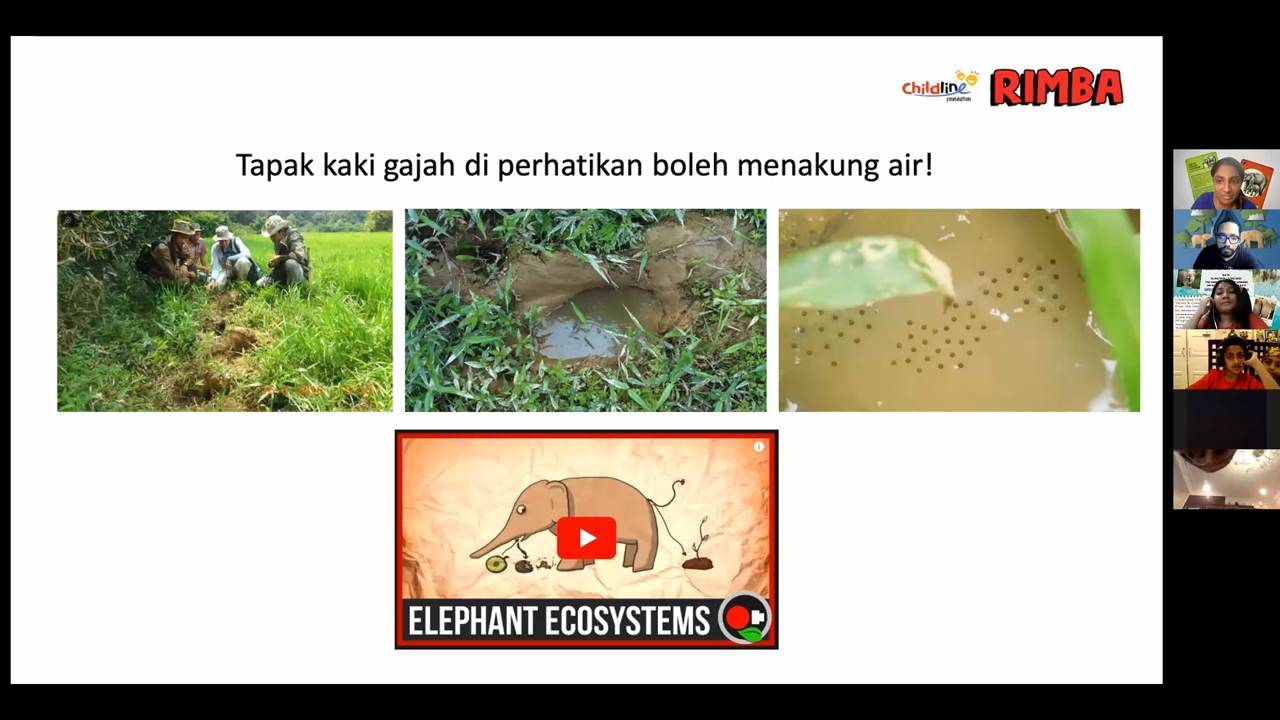 Childline
foundation
RIMBA
Tapak kaki gajah di perhatikan boleh menakung air!
ELEPHANT ECOSYSTEMS